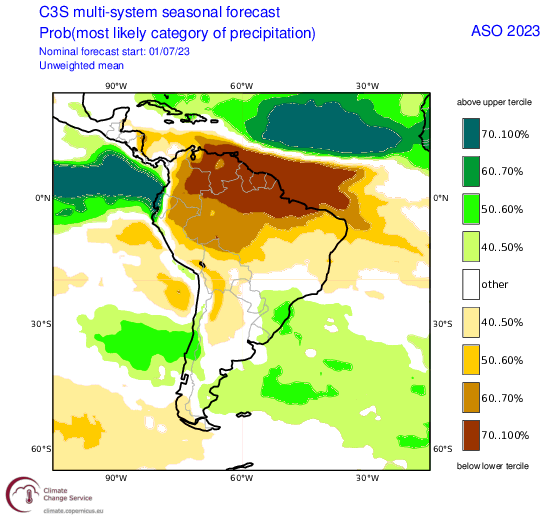 C3S multi-system seasonal forecast
Prob(most likely category of precipitation)
ASO 2023
Nominal forecast start: 01/07/23
Unweighted mean
90°W 60°W 30°W
above upper tercile
70..100%
60..70%
50..60%
40..50%
other
40..50%
50..60%
60..70%
70..100%
below lower tercile
0°N 0°N
30°S 30°S
60°S 60°S
90°W 60°W 30°W
Climate
Change Service
climate.copernicus.eu